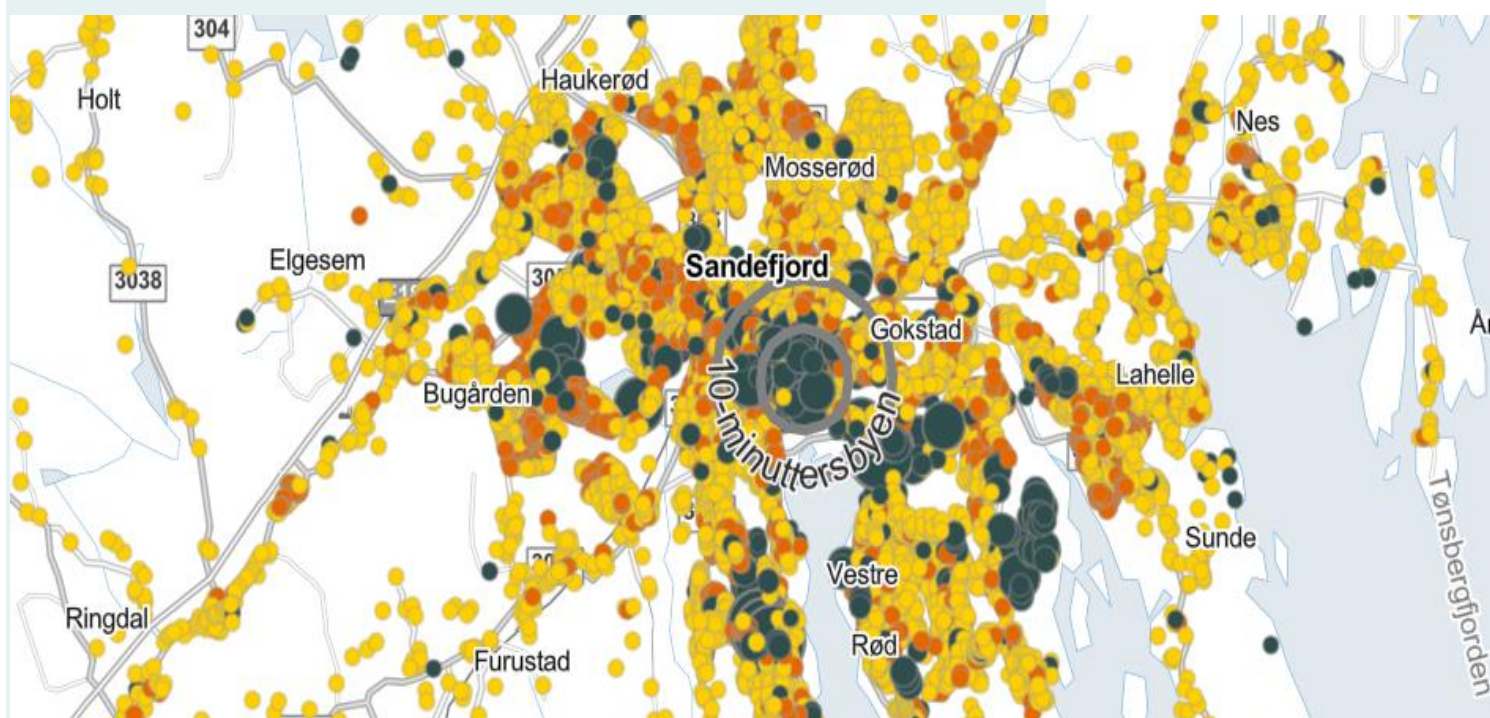 304
Haukerød
Holt
Nes
Mosserød
Sandefjord
Elgesem
3038
Gokstad
Lahelle
Bugården
10-minuttersbyen
Sunde
Tønsbergfjorden
Vestre
Rød
Ringdal
Furustad